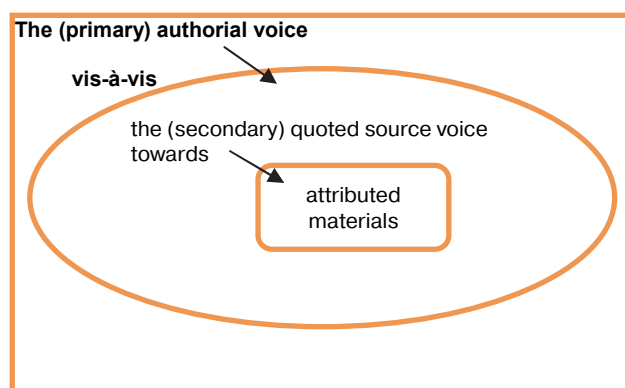 The (primary) authorial voice
vis-à-vis
the (secondary) quoted source voice
towards
attributed
materials